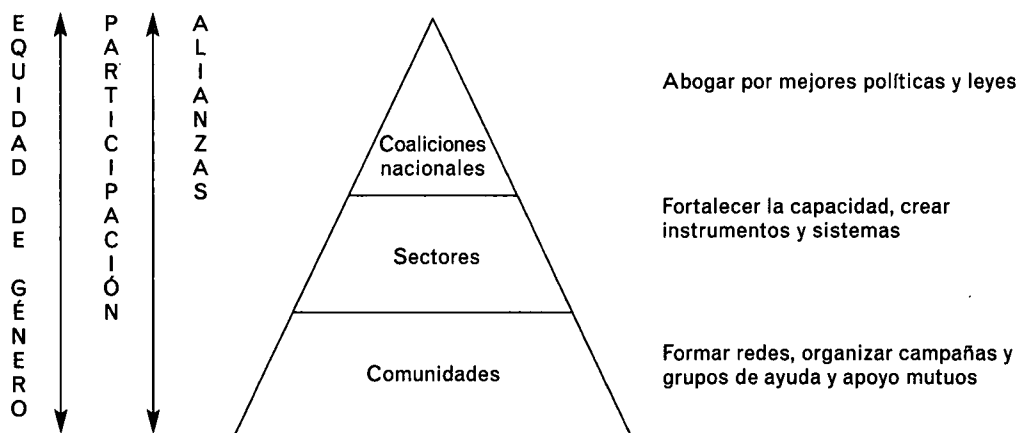 EQUIDAD DE GÉNERO
PARTICIPACIÓN
ALIANZAS
Abogar por mejores políticas y leyes
Coaliciones
nacionales
Fortalecer la capacidad, crear
instrumentos y sistemas
Sectores
Formar redes, organizar campañas y
grupos de ayuda y apoyo mutuos
Comunidades